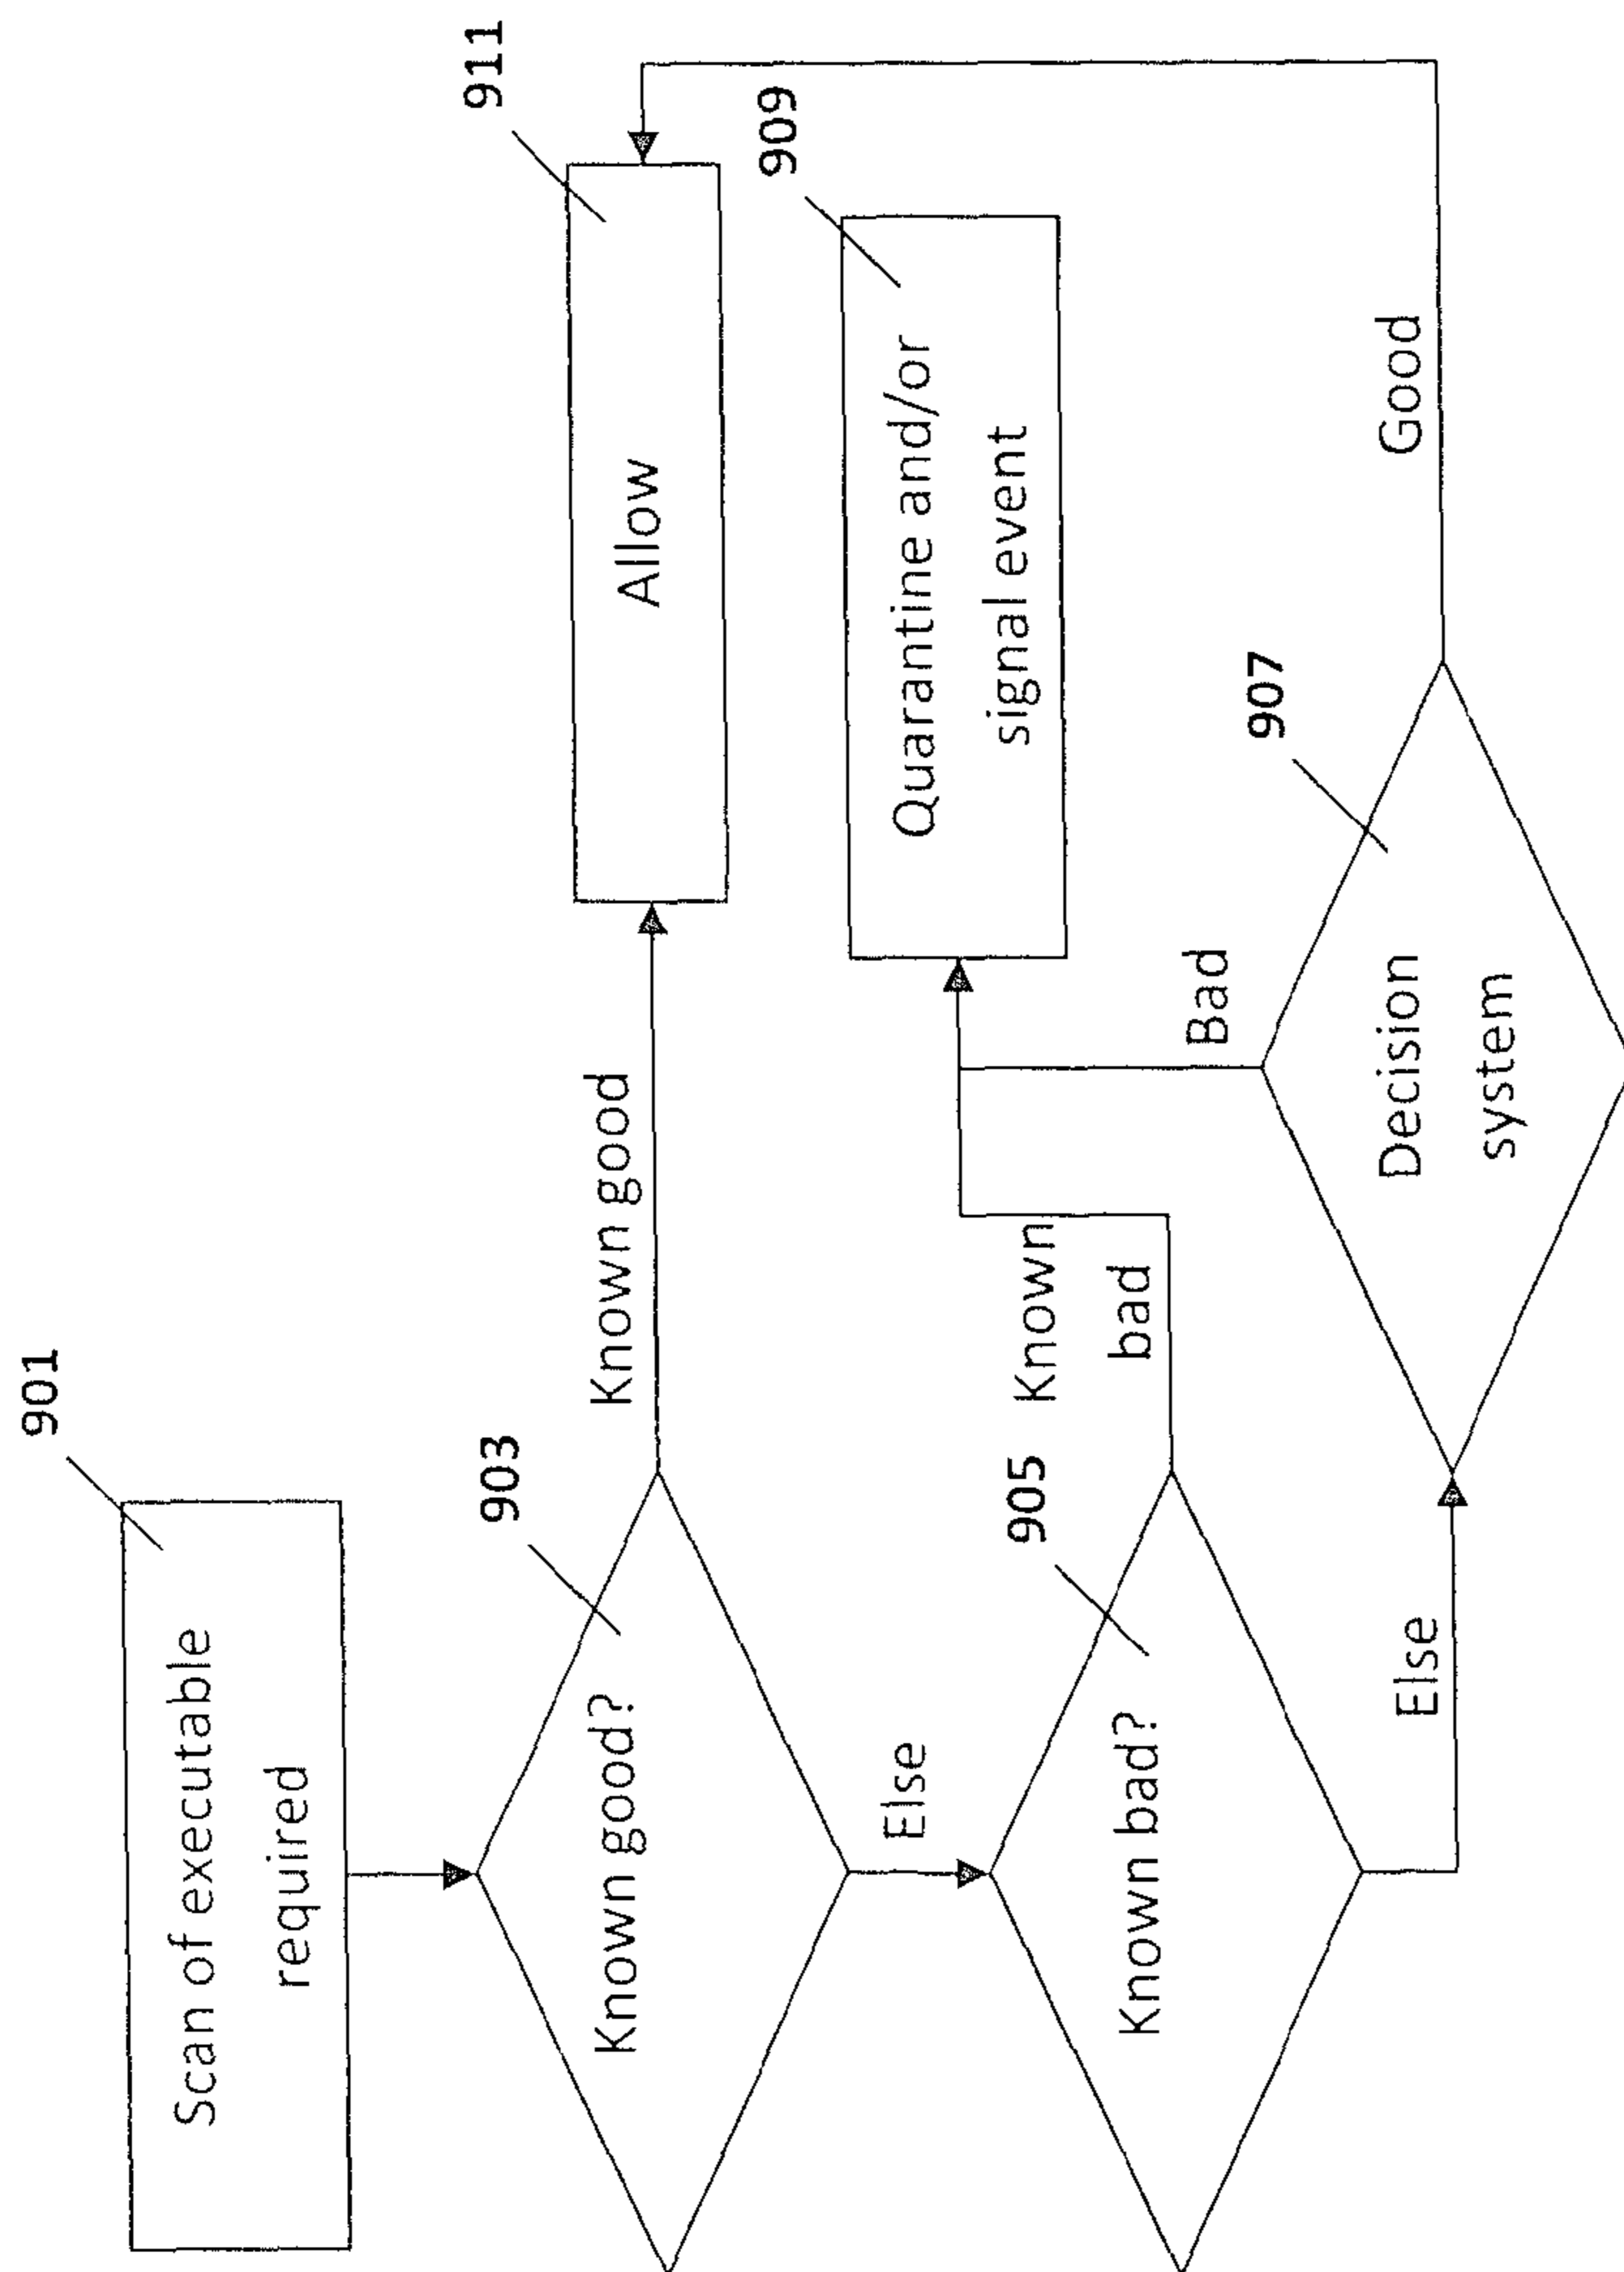 901
Scan of executable
required
903
Known good?
Known good
911
Allow
Else
905
Known bad?
Known
bad
909
Quarantine and/or
signal event
Else
907
Decision
system
Bad
Good